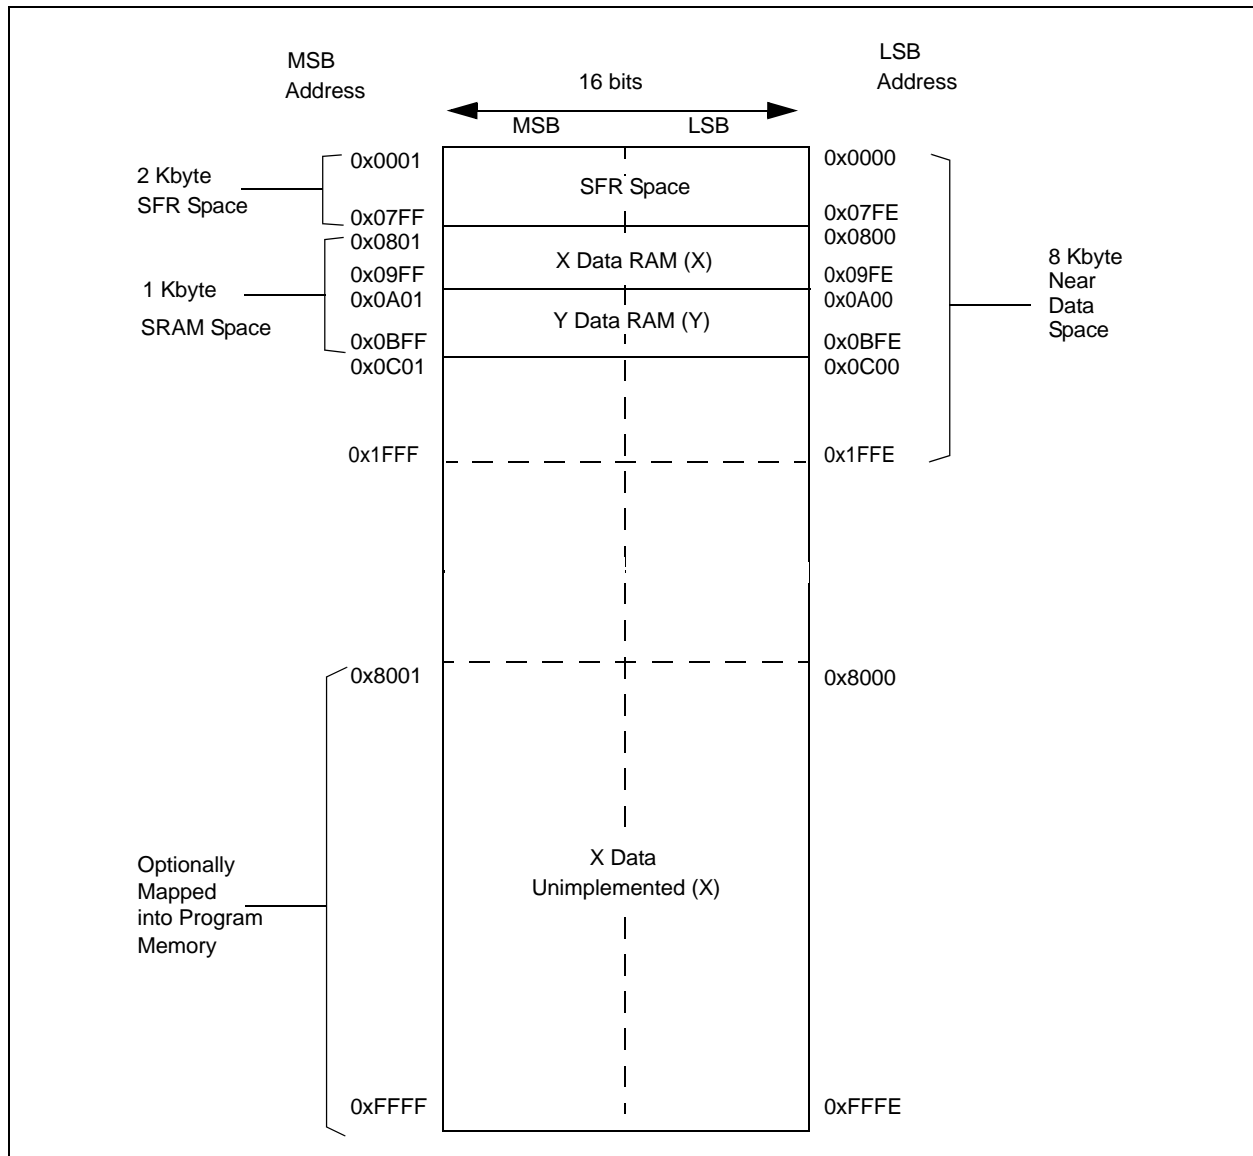 MSB
Address
LSB
Address
16 bits
MSB
LSB
0x0001
0x0000
2 Kbyte
SFR Space
SFR Space
0x07FF
0x07FE
0x0801
0x0800
X Data RAM (X)
0x09FF
0x09FE
1 Kbyte
SRAM Space
0x0A01
0x0A00
Y Data RAM (Y)
0x0BFF
0x0BFE
0x0C01
0x0C00
8 Kbyte
Near
Data
Space
0x1FFF
0x1FFE
0x8001
0x8000
Optionally
Mapped
into Program
Memory
X Data
Unimplemented (X)
0xFFFF
0xFFFE